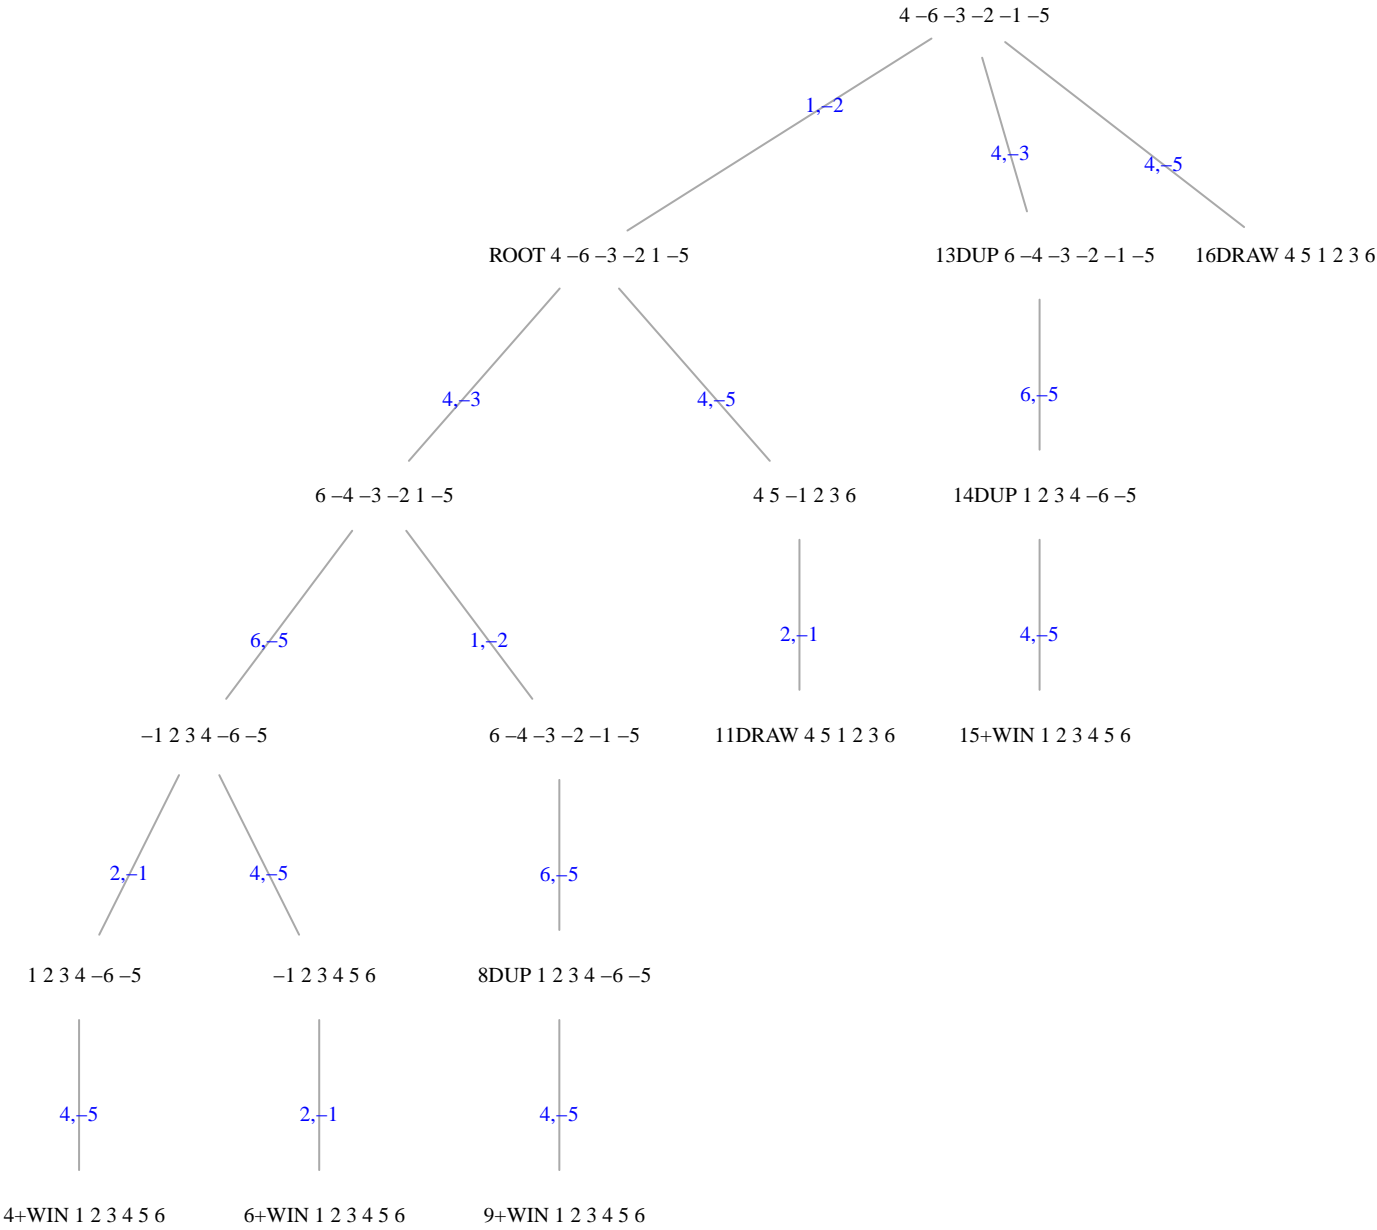 4 –6 –3 –2 –1 –5
1,–2
4,–3
4,–5
ROOT 4 –6 –3 –2 1 –5
13DUP 6 –4 –3 –2 –1 –5
16DRAW 4 5 1 2 3 6
4,–3
4,–5
6,–5
6 –4 –3 –2 1 –5
4 5 –1 2 3 6
14DUP 1 2 3 4 –6 –5
6,–5
1,–2
2,–1
4,–5
–1 2 3 4 –6 –5
6 –4 –3 –2 –1 –5
11DRAW 4 5 1 2 3 6
15+WIN 1 2 3 4 5 6
2,–1
4,–5
6,–5
1 2 3 4 –6 –5
–1 2 3 4 5 6
8DUP 1 2 3 4 –6 –5
4,–5
2,–1
4,–5
4+WIN 1 2 3 4 5 6
6+WIN 1 2 3 4 5 6
9+WIN 1 2 3 4 5 6